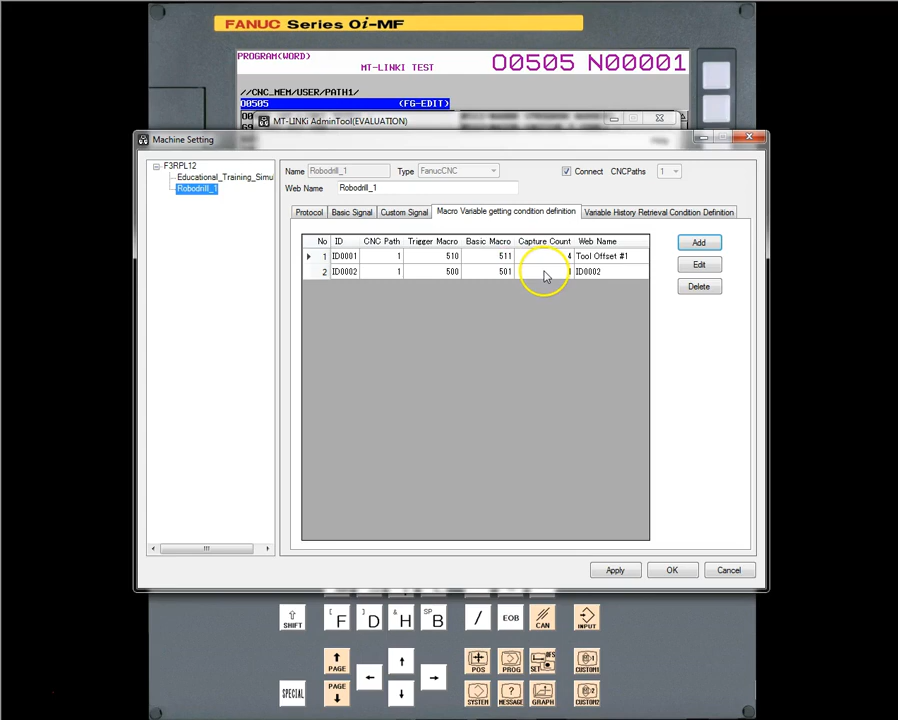 FANUC Series 0i-MF
PROGRAM(WORD)
MT-LINKI TEST
O0505 N00001
//CNC_MEM/USER/PATH1/
O0505 (FG-EDIT)
MT-LINKi AdminTool(EVALUATION)
Machine Setting
F3RPL12
Educational_Training_Simu
Robodrill_1
Name Robodrill_1 Type FanucCNC Connect CNCPaths 1
Web Name Robodrill_1
Protocol Basic Signal Custom Signal Macro Variable getting condition definition Variable History Retrieval Condition Definition
No ID CNC Path Trigger Macro Basic Macro Capture Count Web Name
1 ID0001 1 510 511 4 Tool Offset #1
2 ID0002 1 500 501 1 ID0002
Add
Edit
Delete
Apply OK Cancel
SHIFT [ F ] D & H SP B / EOB CAN INPUT
PAGE POS PROG OFS SET CUSTOM1
SPECIAL PAGE SYSTEM MESSAGE GRAPH CUSTOM2